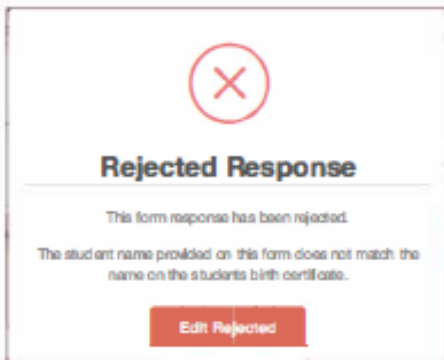 Rejected Response
This form response has been rejected.
The student name provided on this form does not match the
name on the students birth certificate.
Edit Rejected